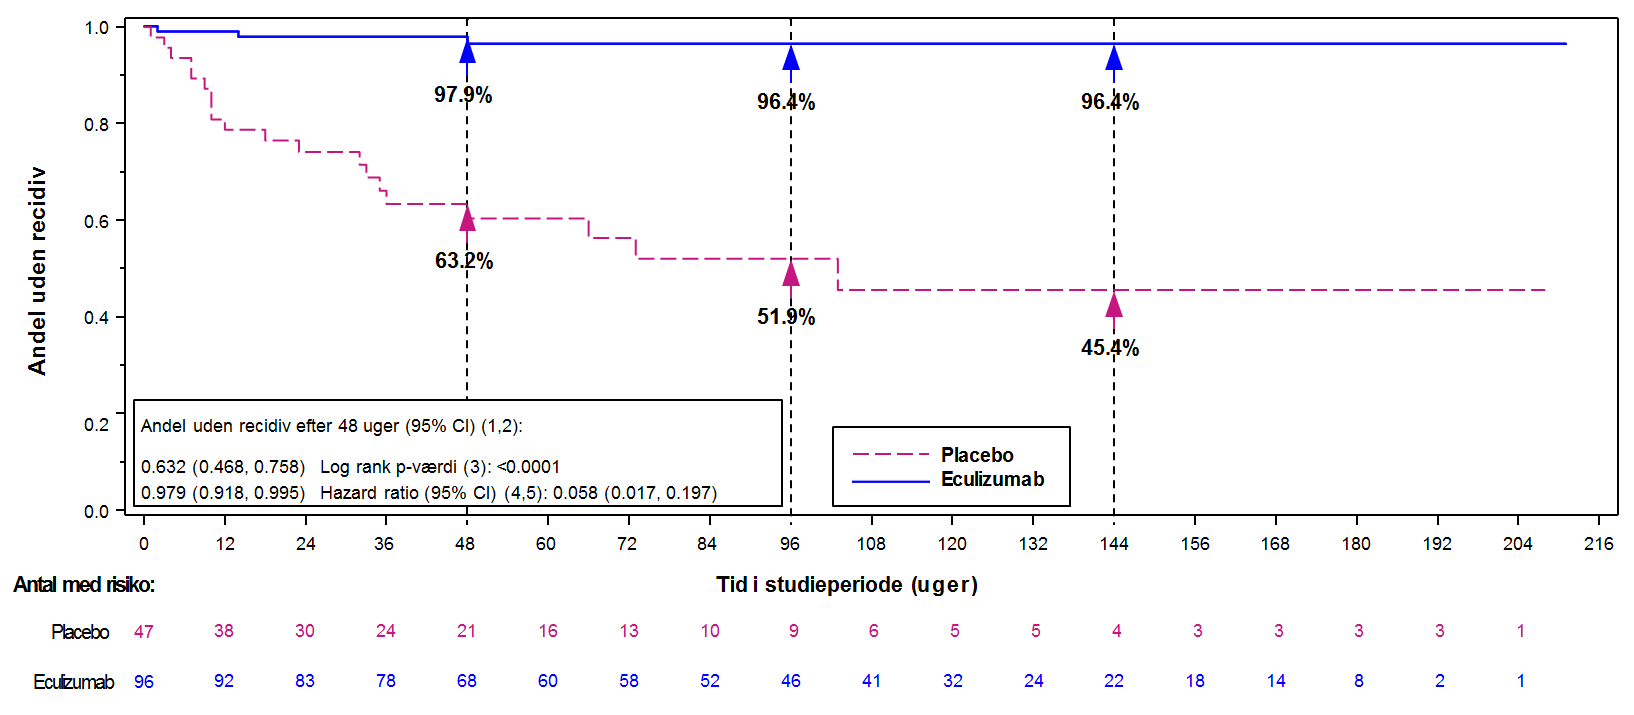 1.0
0.8
0.6
0.4
0.2
0.0
Andel uden recidiv
97.9%
96.4%
96.4%
63.2%
51.9%
45.4%
Andel uden recidiv efter 48 uger (95% CI) (1,2):
0.632 (0.468, 0.758) Log rank p-værdi (3): <0.0001
0.979 (0.918, 0.995) Hazard ratio (95% CI) (4,5): 0.058 (0.017, 0.197)
Placebo
Eculizumab
0 12 24 36 48 60 72 84 96 108 120 132 144 156 168 180 192 204 216
Antal med risiko: Tid i studieperiode (uger)
Placebo 47 38 30 24 21 16 13 10 9 6 5 5 4 3 3 3 3 1
Eculizumab 96 92 83 78 68 60 58 52 46 41 32 24 22 18 14 8 2 1